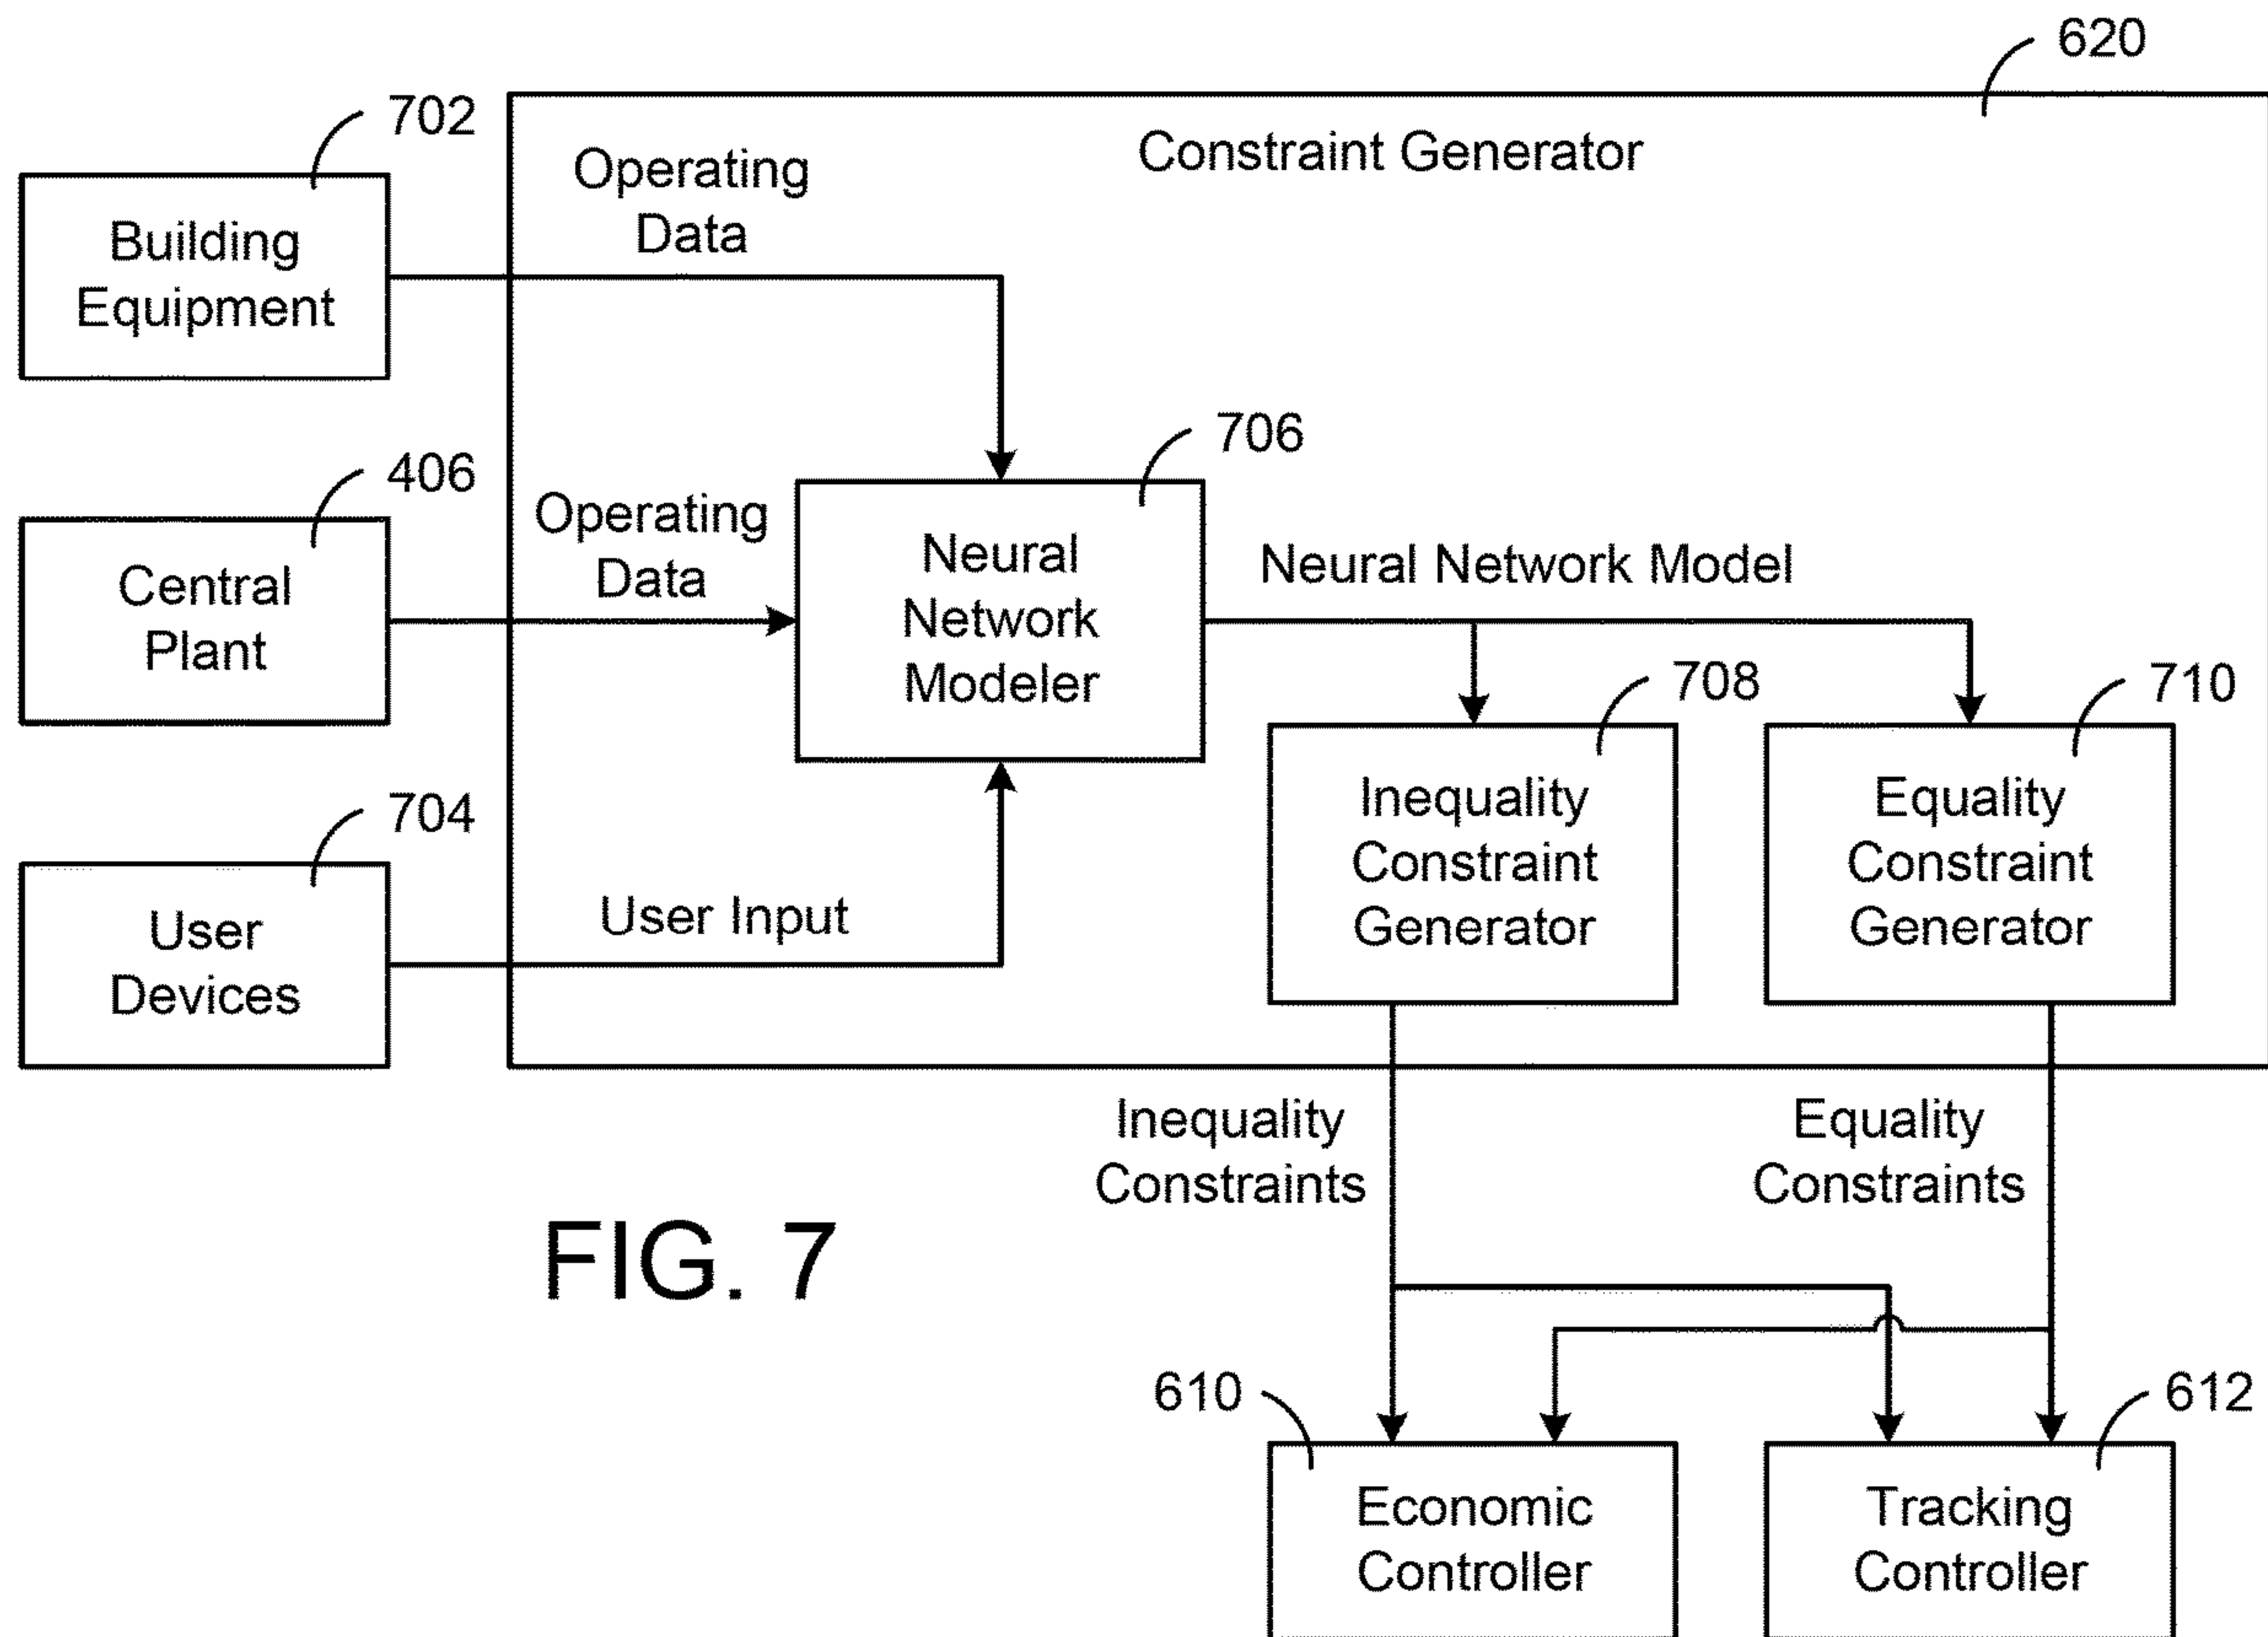 620
702
Constraint Generator
Operating
Data
Building
Equipment
706
406
Operating
Data
Neural
Network
Modeler
Neural Network Model
Central
Plant
708
710
704
Inequality
Constraint
Generator
Equality
Constraint
Generator
User Input
User
Devices
Inequality
Constraints
Equality
Constraints
FIG. 7
610
612
Economic
Controller
Tracking
Controller